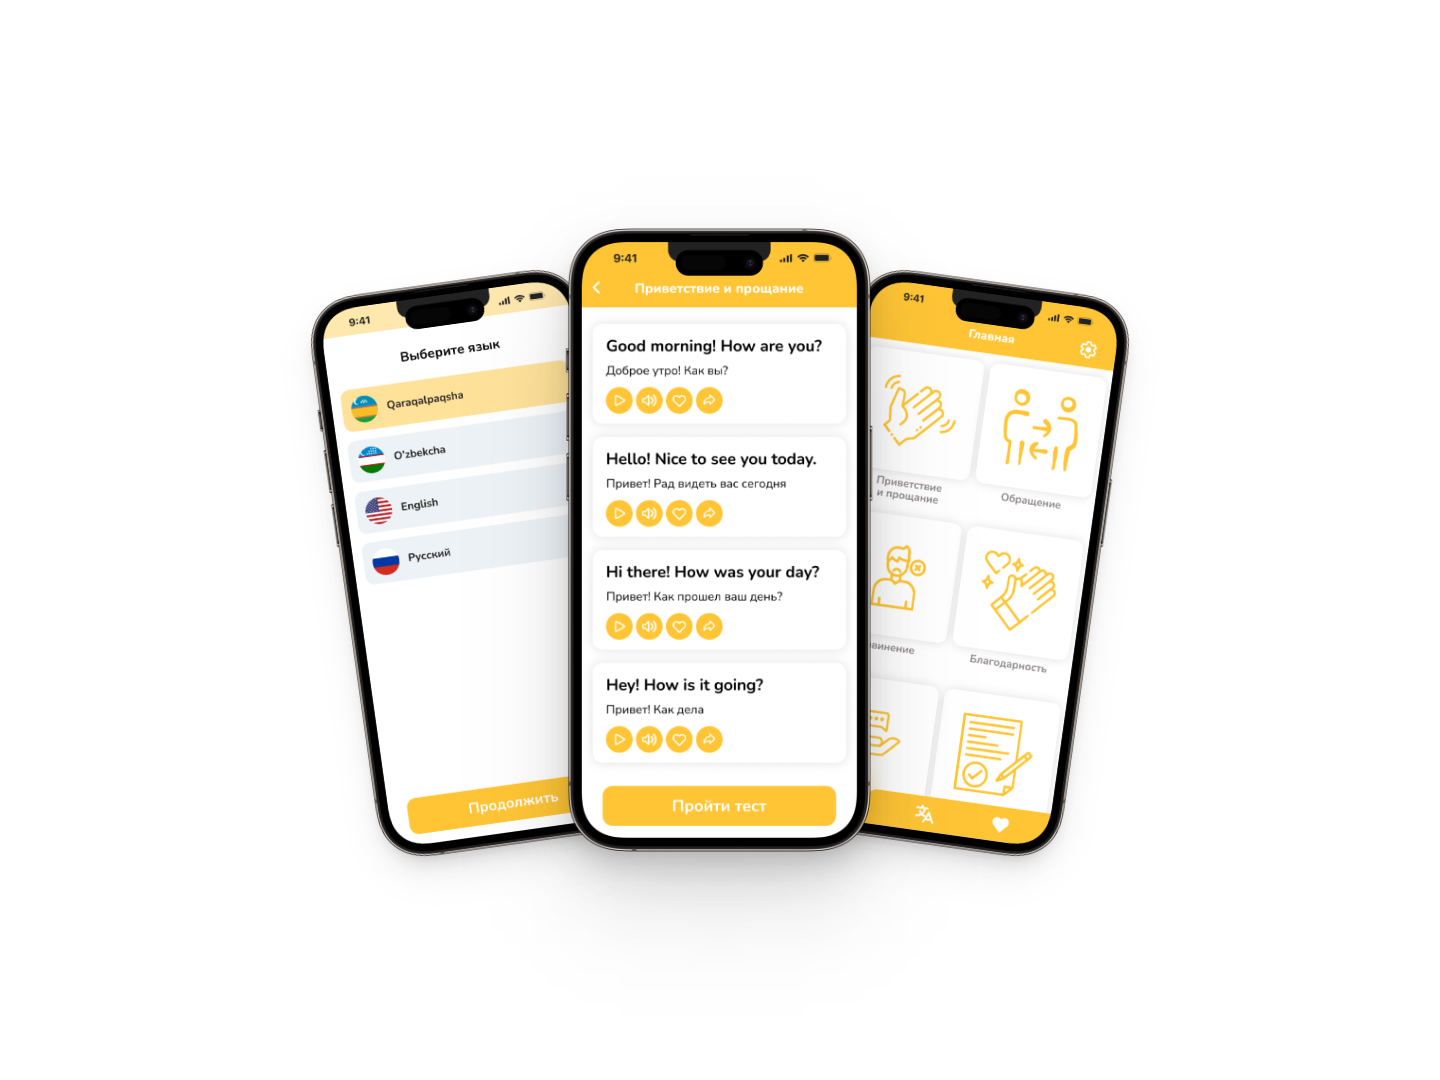 9:41
Выберите язык
Qaraqalpaqsha
O'zbekcha
English
Русский
Продолжить
9:41
Приветствие и прощание
Good morning! How are you?
Доброе утро! Как вы?
Hello! Nice to see you today.
Привет! Рад видеть вас сегодня
Hi there! How was your day?
Привет! Как прошел ваш день?
Hey! How is it going?
Привет! Как дела
Пройти тест
9:41
Главная
Приветствие
и прощание
Обращение
Благодарность